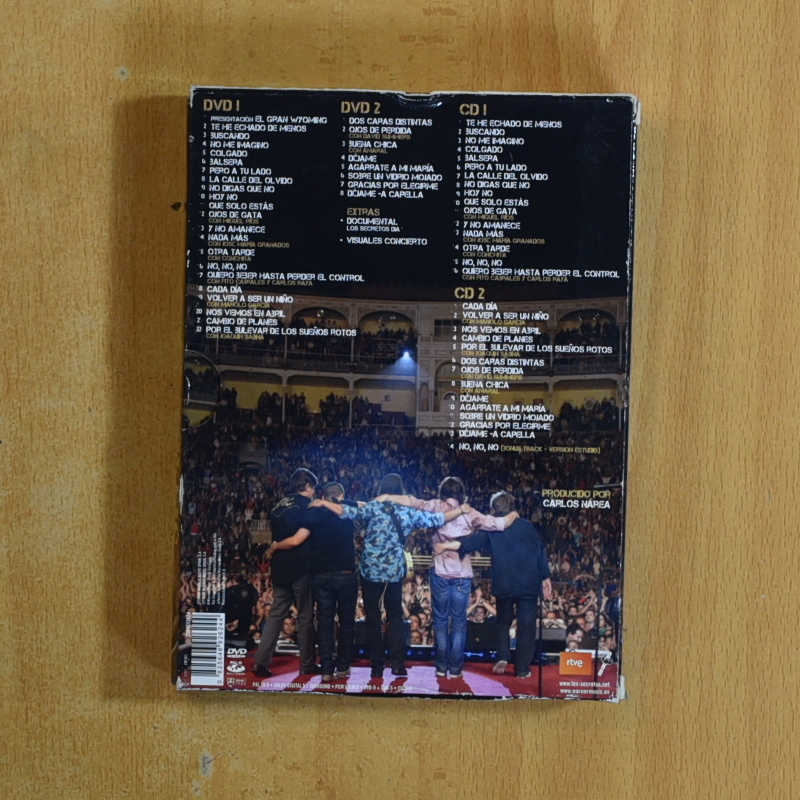 DVD 1
1 PRESENTACIÓN EL GRAN WYOMING
2 TE HE ECHADO DE MENOS
3 BUSCANDO
4 NO ME IMAGINO
5 COLGADO
6 BALSERA
7 PERO A TU LADO
8 LA CALLE DEL OLVIDO
9 NO DIGAS QUE NO
10 HOY NO
11 QUE SOLO ESTÁS
12 OJOS DE GATA
CON MIGUEL RÍOS
13 Y NO AMANECE
14 NADA MÁS
CON JOSÉ MARÍA GRANADOS
15 OTRA TARDE
CON CONCHITA
16 NO, NO, NO
17 QUIERO BEBER HASTA PERDER EL CONTROL
CON FITO CABRALES Y CARLOS RAYA
18 CADA DÍA
19 VOLVER A SER UN NIÑO
CON MANOLO GARCÍA
20 NOS VEMOS EN ABRIL
21 CAMBIO DE PLANES
22 POR EL BULEVAR DE LOS SUEÑOS ROTOS
CON JOAQUÍN SABINA
DVD 2
1 DOS CARAS DISTINTAS
2 OJOS DE PERDIDA
CON DAVID SUMMERS
3 BUENA CHICA
CON AMARAL
4 DÉJAME
5 AGÁRRATE A MI MARÍA
6 SOBRE UN VIDRIO MOJADO
7 GRACIAS POR ELEGIRME
8 DÉJAME -A CAPELLA
EXTRAS
• DOCUMENTAL
LOS SECRETOS DÍA
• VISUALES CONCIERTO
CD 1
1 TE HE ECHADO DE MENOS
2 BUSCANDO
3 NO ME IMAGINO
4 COLGADO
5 BALSERA
6 PERO A TU LADO
7 LA CALLE DEL OLVIDO
8 NO DIGAS QUE NO
9 HOY NO
10 QUE SOLO ESTÁS
11 OJOS DE GATA
CON MIGUEL RÍOS
12 Y NO AMANECE
13 NADA MÁS
CON JOSÉ MARÍA GRANADOS
14 OTRA TARDE
CON CONCHITA
15 NO, NO, NO
16 QUIERO BEBER HASTA PERDER EL CONTROL
CON FITO CABRALES Y CARLOS RAYA
CD 2
1 CADA DÍA
2 VOLVER A SER UN NIÑO
CON MANOLO GARCÍA
3 NOS VEMOS EN ABRIL
4 CAMBIO DE PLANES
5 POR EL BULEVAR DE LOS SUEÑOS ROTOS
CON JOAQUÍN SABINA
6 DOS CARAS DISTINTAS
7 OJOS DE PERDIDA
CON DAVID SUMMERS
8 BUENA CHICA
CON AMARAL
9 DÉJAME
10 AGÁRRATE A MI MARÍA
11 SOBRE UN VIDRIO MOJADO
12 GRACIAS POR ELEGIRME
13 DÉJAME -A CAPELLA
14 NO, NO, NO (BONUS TRACK - VERSION ESTUDIO)
PRODUCIDO POR
CARLOS NAREA
DVD
rtve
www.los-secretos.net
www.warnermusic.es